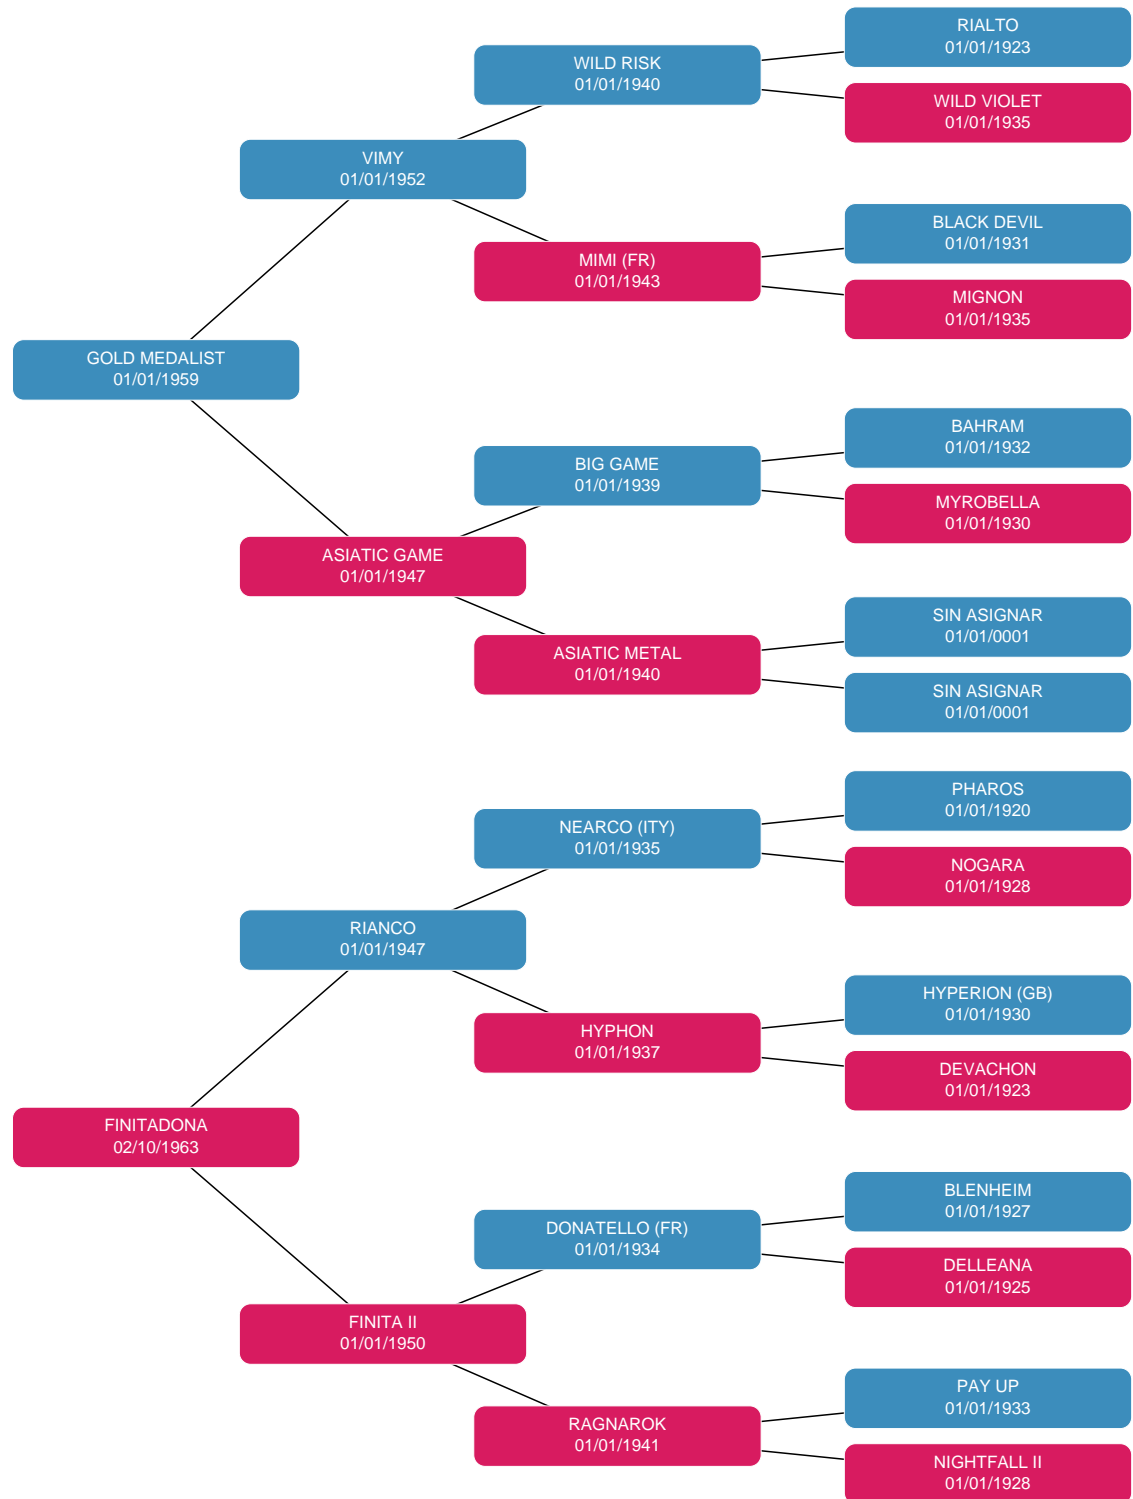 RIALTO
01/01/1923
WILD RISK
01/01/1940
WILD VIOLET
01/01/1935
VIMY
01/01/1952
BLACK DEVIL
01/01/1931
MIMI (FR)
01/01/1943
MIGNON
01/01/1935
GOLD MEDALIST
01/01/1959
BAHRAM
01/01/1932
BIG GAME
01/01/1939
MYROBELLA
01/01/1930
ASIATIC GAME
01/01/1947
SIN ASIGNAR
01/01/0001
ASIATIC METAL
01/01/1940
SIN ASIGNAR
01/01/0001
PHAROS
01/01/1920
NEARCO (ITY)
01/01/1935
NOGARA
01/01/1928
RIANCO
01/01/1947
HYPERION (GB)
01/01/1930
HYPHON
01/01/1937
DEVACHON
01/01/1923
FINITADONA
02/10/1963
BLENHEIM
01/01/1927
DONATELLO (FR)
01/01/1934
DELLEANA
01/01/1925
FINITA II
01/01/1950
PAY UP
01/01/1933
RAGNAROK
01/01/1941
NIGHTFALL II
01/01/1928